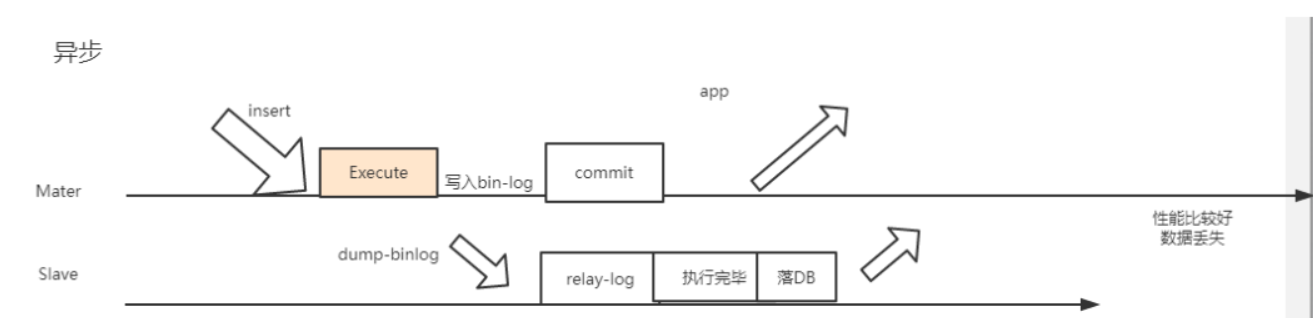 异步
insert
app
Execute
写入bin-log
commit
Mater
性能比较好
数据丢失
dump-binlog
Slave
relay-log
执行完毕
落DB